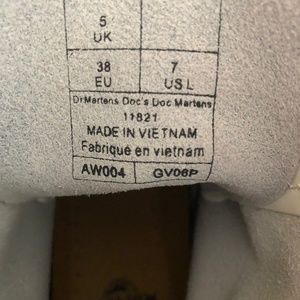 5
UK
38 7
EU US L
DrMartens Doc's Doc Martens
11821
MADE IN VIETNAM
Fabriqué en vietnam
AW004 GV06P